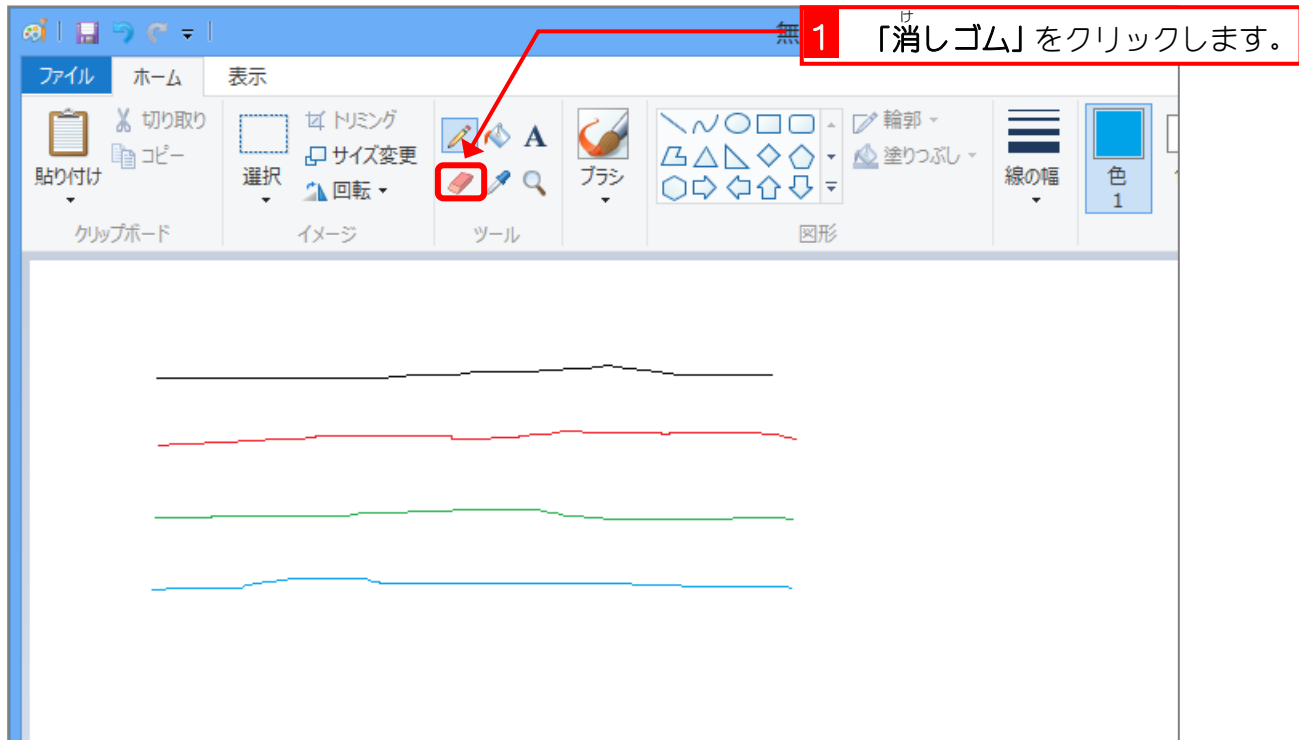 無
1
け
「消しゴム」をクリックします。
ファイル ホーム 表示
貼り付け
切り取り
コピー
クリップボード
選択
トリミング
サイズ変更
回転
イメージ
A
ツール
ブラシ
輪郭
塗りつぶし
図形
線の幅
色
1